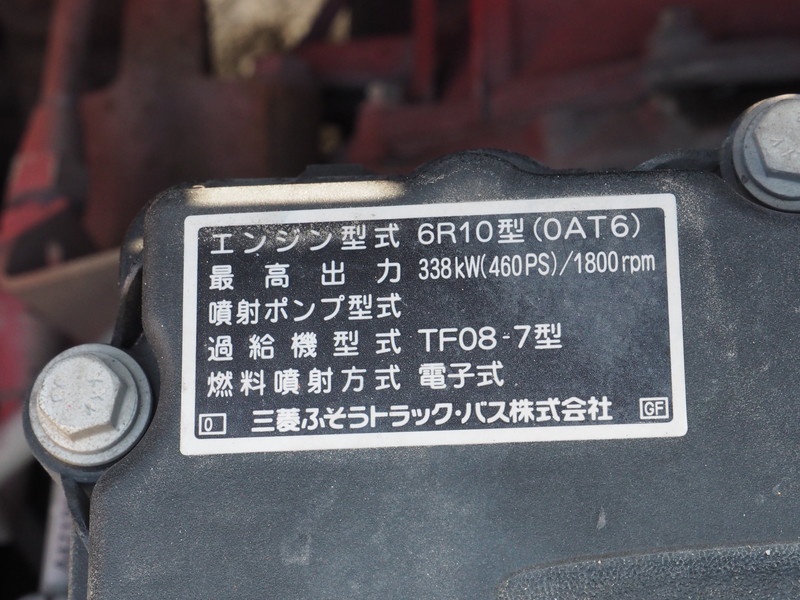 エンジン型式 6R10型(0AT6)
最高出力 338kW(460PS)/1800rpm
噴射ポンプ型式
過給機型式 TF08-7型
燃料噴射方式 電子式
0 三菱ふそうトラック・バス株式会社 GF